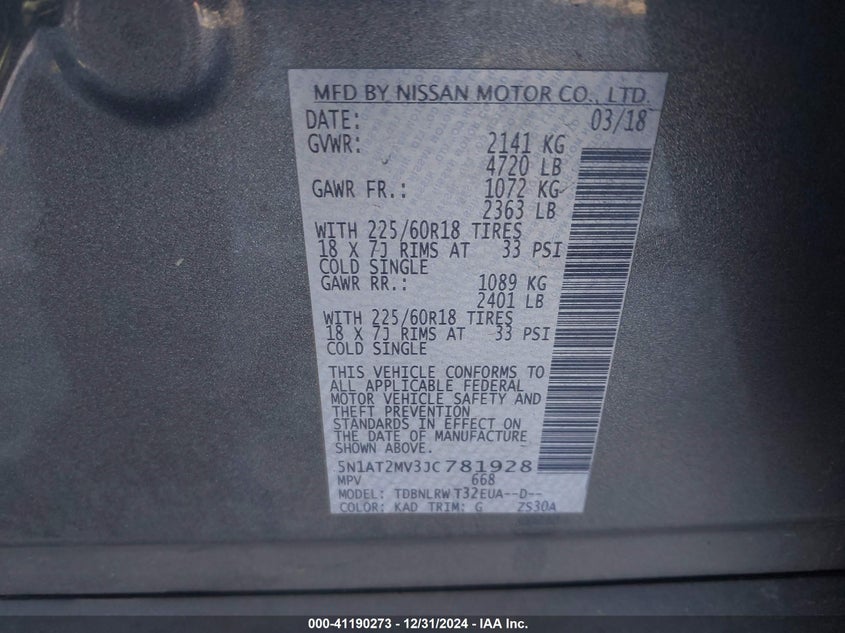 MFD BY NISSAN MOTOR CO., LTD.
DATE: 03/18
GVWR: 2141 KG
4720 LB
GAWR FR.: 1072 KG
2363 LB
WITH 225/60R18 TIRES
18 X 7J RIMS AT 33 PSI
COLD SINGLE
GAWR RR.: 1089 KG
2401 LB
WITH 225/60R18 TIRES
18 X 7J RIMS AT 33 PSI
COLD SINGLE
THIS VEHICLE CONFORMS TO
ALL APPLICABLE FEDERAL
MOTOR VEHICLE SAFETY AND
THEFT PREVENTION
STANDARDS IN EFFECT ON
THE DATE OF MANUFACTURE
SHOWN ABOVE.
5N1AT2MV3JC781928
MPV 668
MODEL: TDBNLRW T32EUA--D--
COLOR: KAD TRIM: G ZS30A
000-41190273 - 12/31/2024 - IAA Inc.